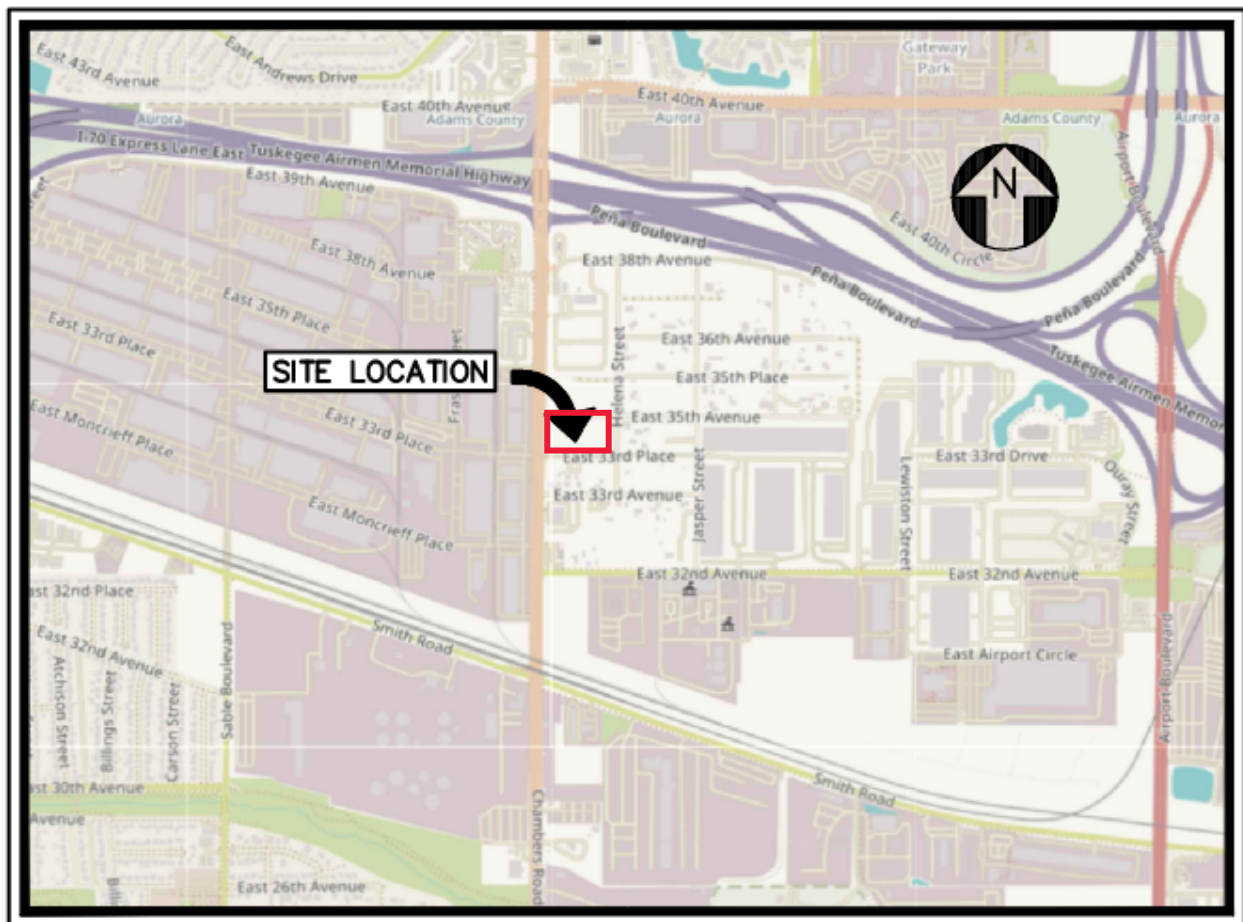 Gateway
Park
East 43rd Avenue
East Andrews Drive
East 40th Avenue
East 40th Avenue
Aurora
Adams County
Aurora
Adams County
Aurora
I-70 Express Lane East
Tuskegee Airmen Memorial Highway
East 39th Avenue
Airport Boulevard
N
East 40th Circle
Peña Boulevard
East 38th Avenue
East 38th Avenue
Peña Boulevard
Peña Boulevard
East 35th Place
East 33rd Place
East 36th Avenue
Helena Street
Tuskegee Airmen Memor
SITE LOCATION
East 35th Place
East Moncrieff Place
East 33rd Place
East 35th Avenue
East 33rd Place
East 33rd Drive
East 33rd Avenue
Jasper Street
Lewiston Street
Ouray Street
East Moncrieff Place
East 32nd Avenue
East 32nd Avenue
ast 32nd Place
East 32nd Avenue
Smith Road
East Airport Circle
Atchison Street
Billings Street
Carson Street
Sable Boulevard
Airport Boulevard
ast 30th Avenue
Avenue
Chambers Road
Smith Road
East 26th Avenue